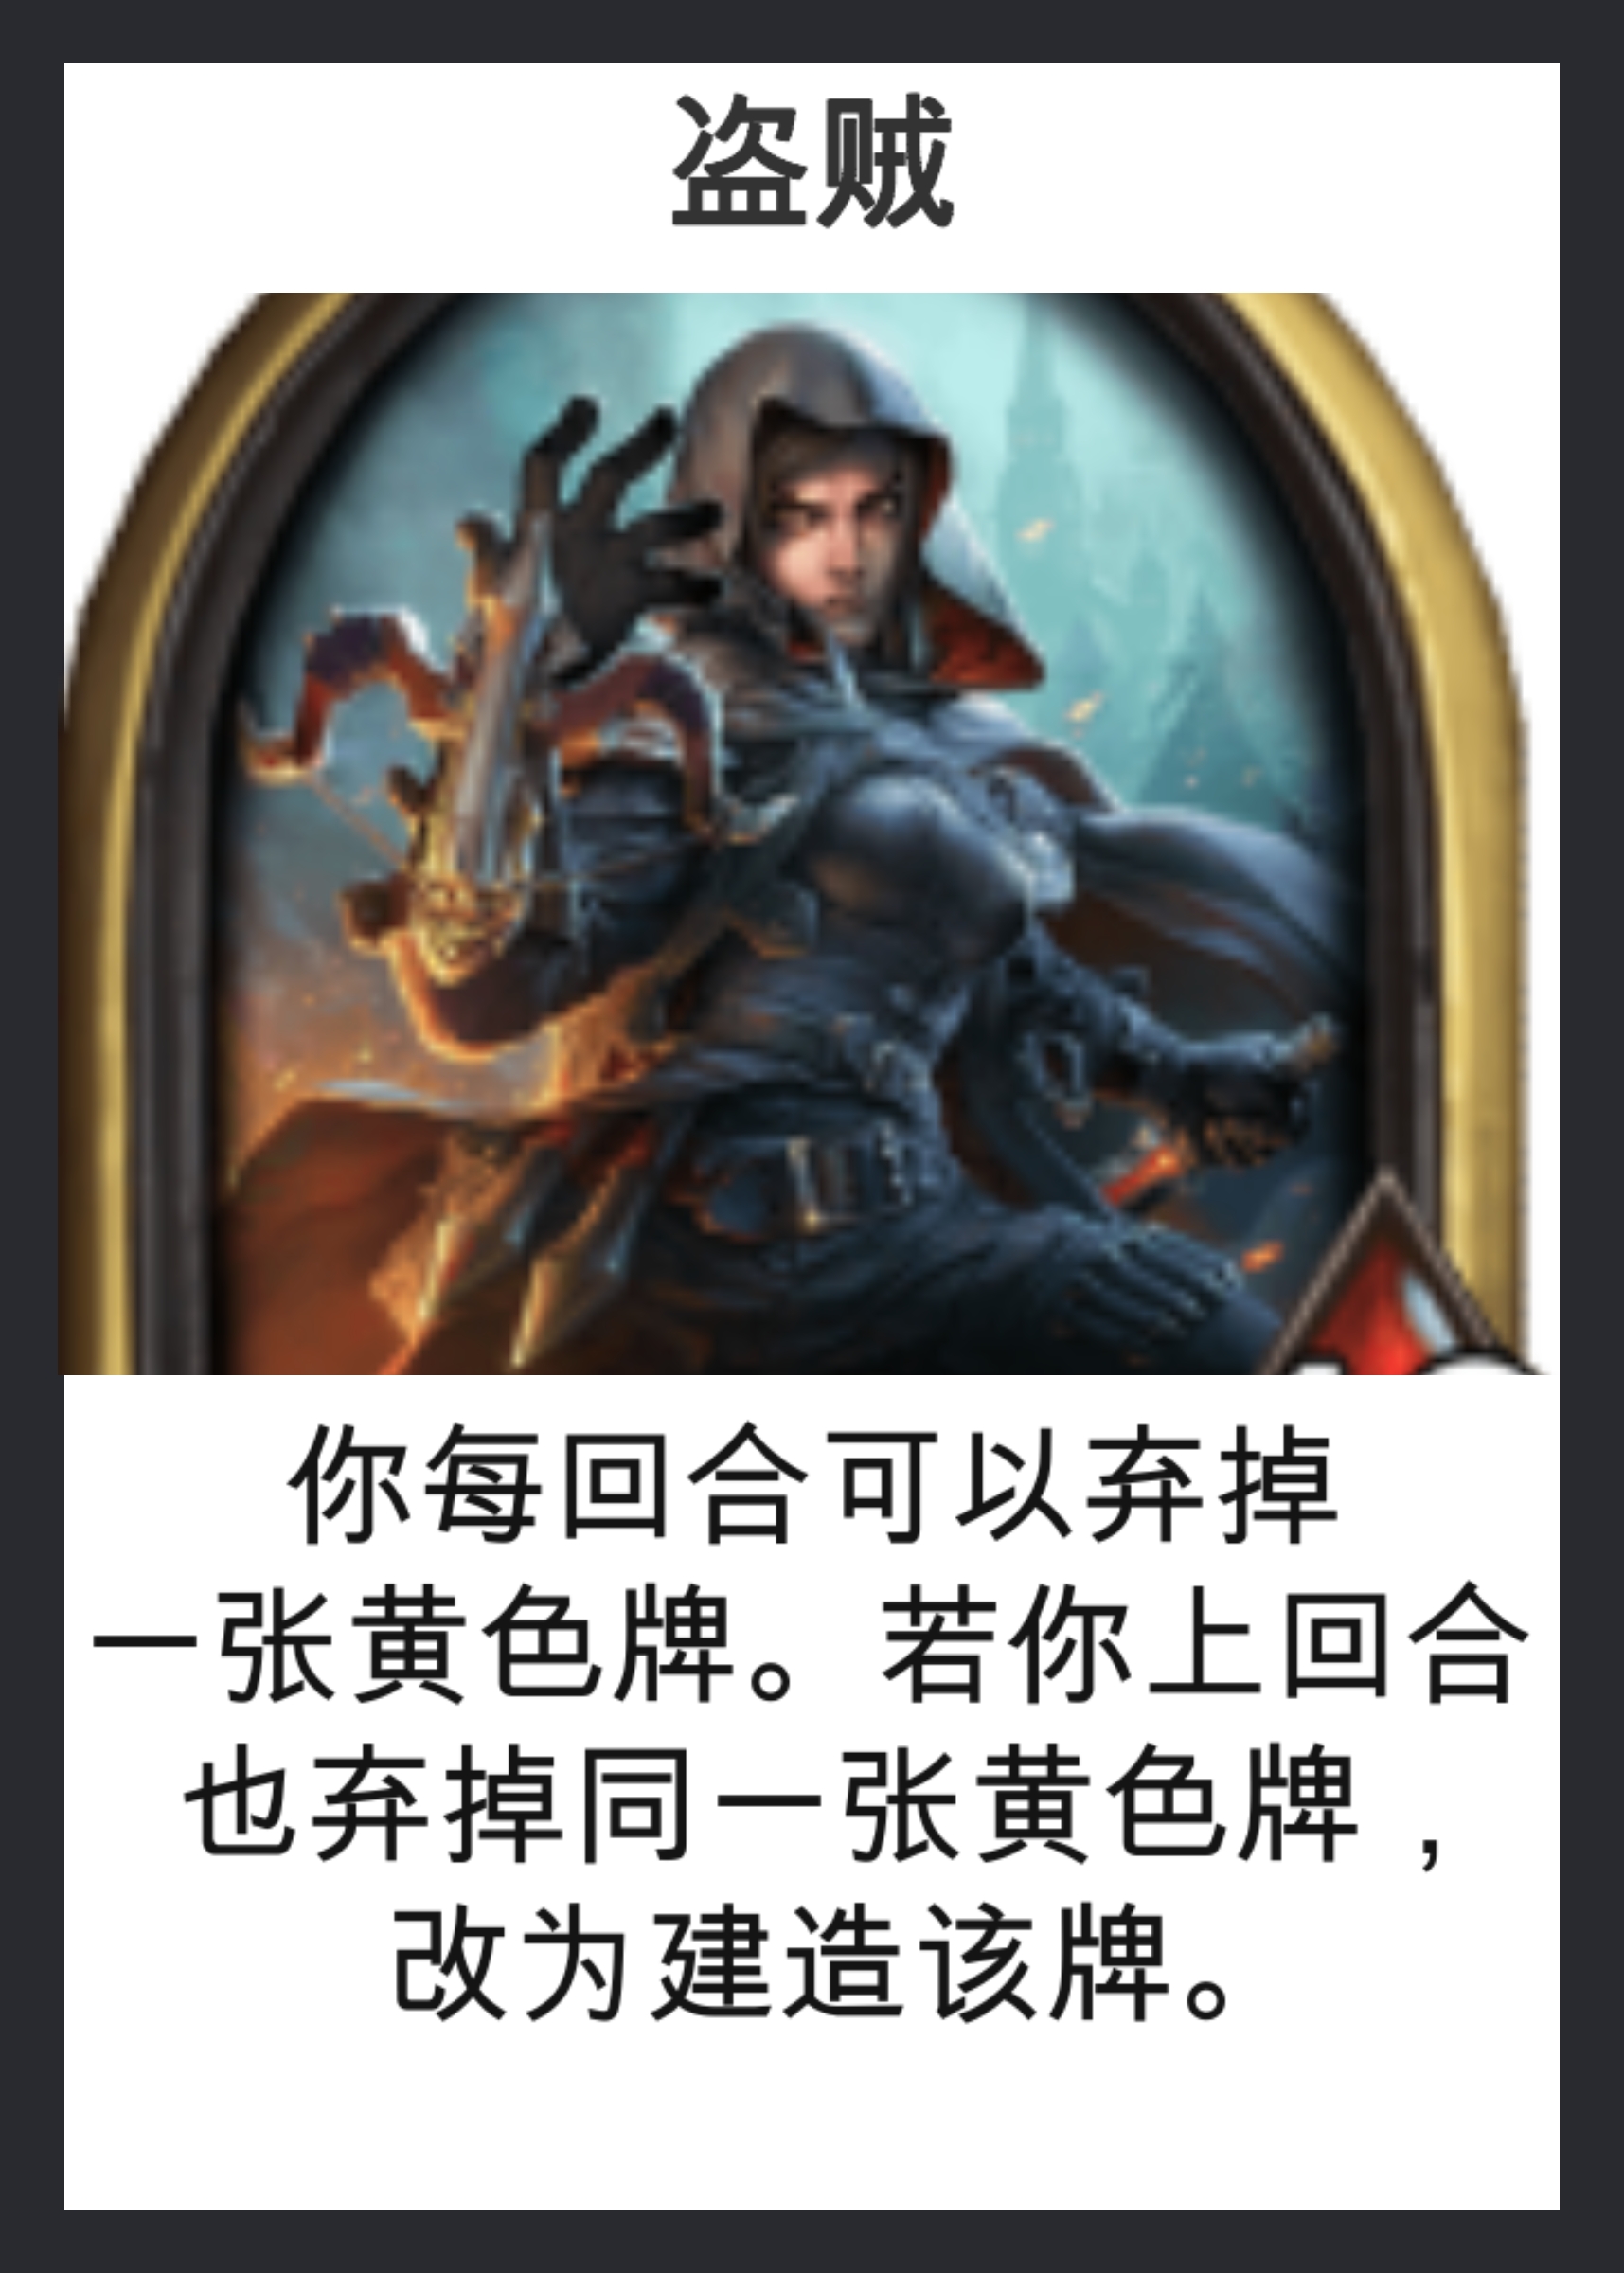 盗贼
你每回合可以弃掉
一张黄色牌。若你上回合
也弃掉同一张黄色牌，
改为建造该牌。